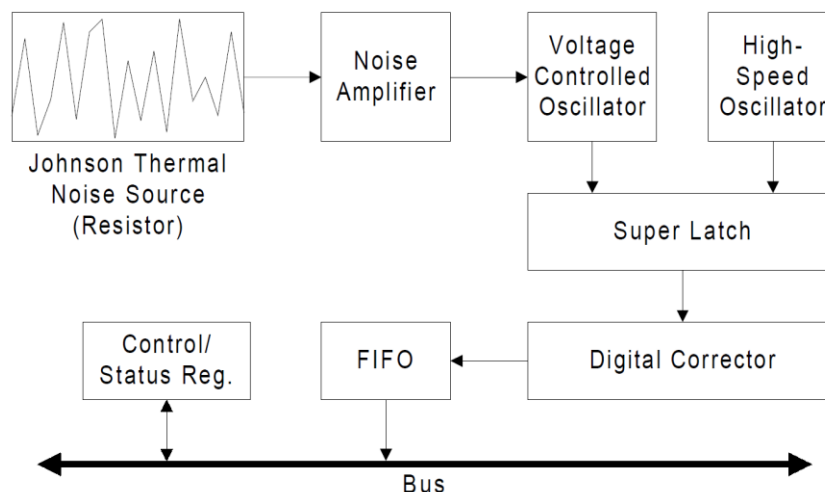 Johnson Thermal
Noise Source
(Resistor)
Noise
Amplifier
Voltage
Controlled
Oscillator
High-
Speed
Oscillator
Super Latch
Control/
Status Reg.
FIFO
Digital Corrector
Bus